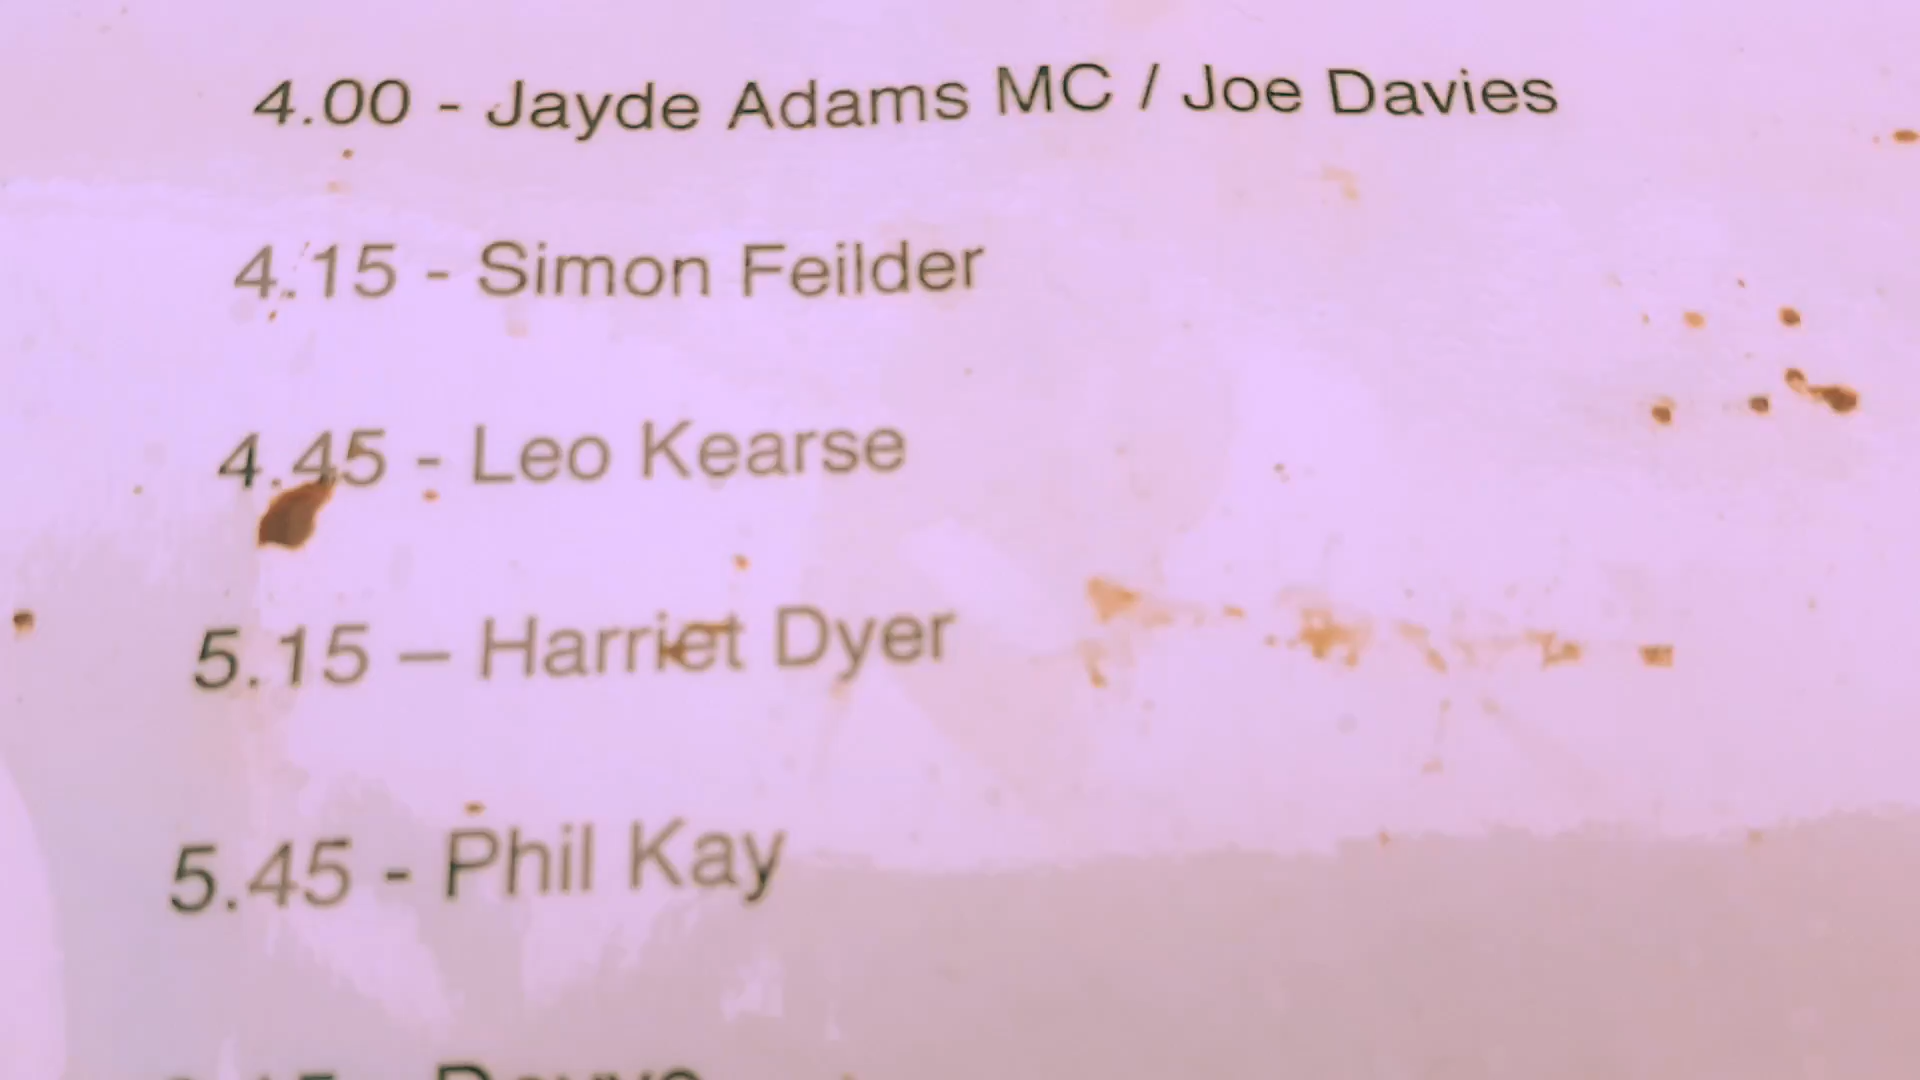 4.00 - Jayde Adams MC / Joe Davies
4.15 - Simon Feilder
4.45 - Leo Kearse
5.15 – Harriet Dyer
5.45 - Phil Kay